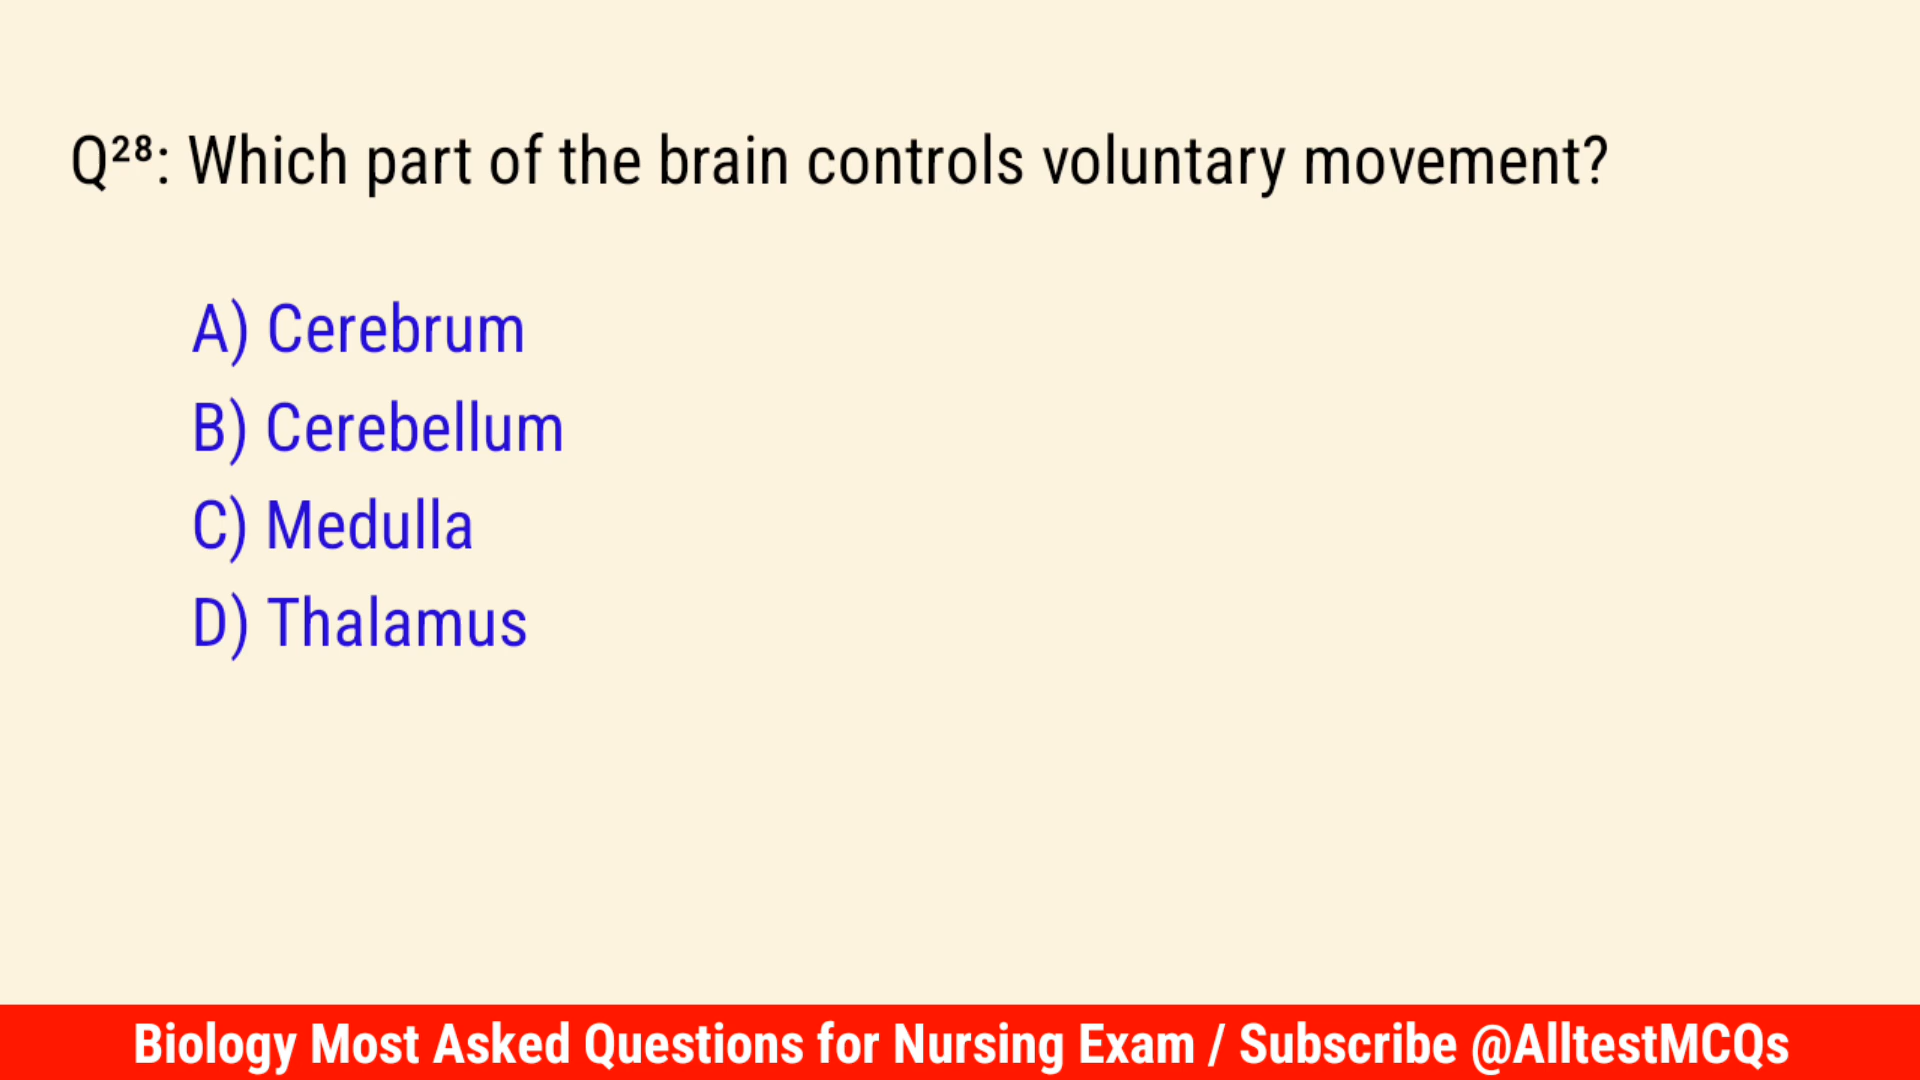 Q²⁸: Which part of the brain controls voluntary movement?
A) Cerebrum
B) Cerebellum
C) Medulla
D) Thalamus
Biology Most Asked Questions for Nursing Exam / Subscribe @AlltestMCQs